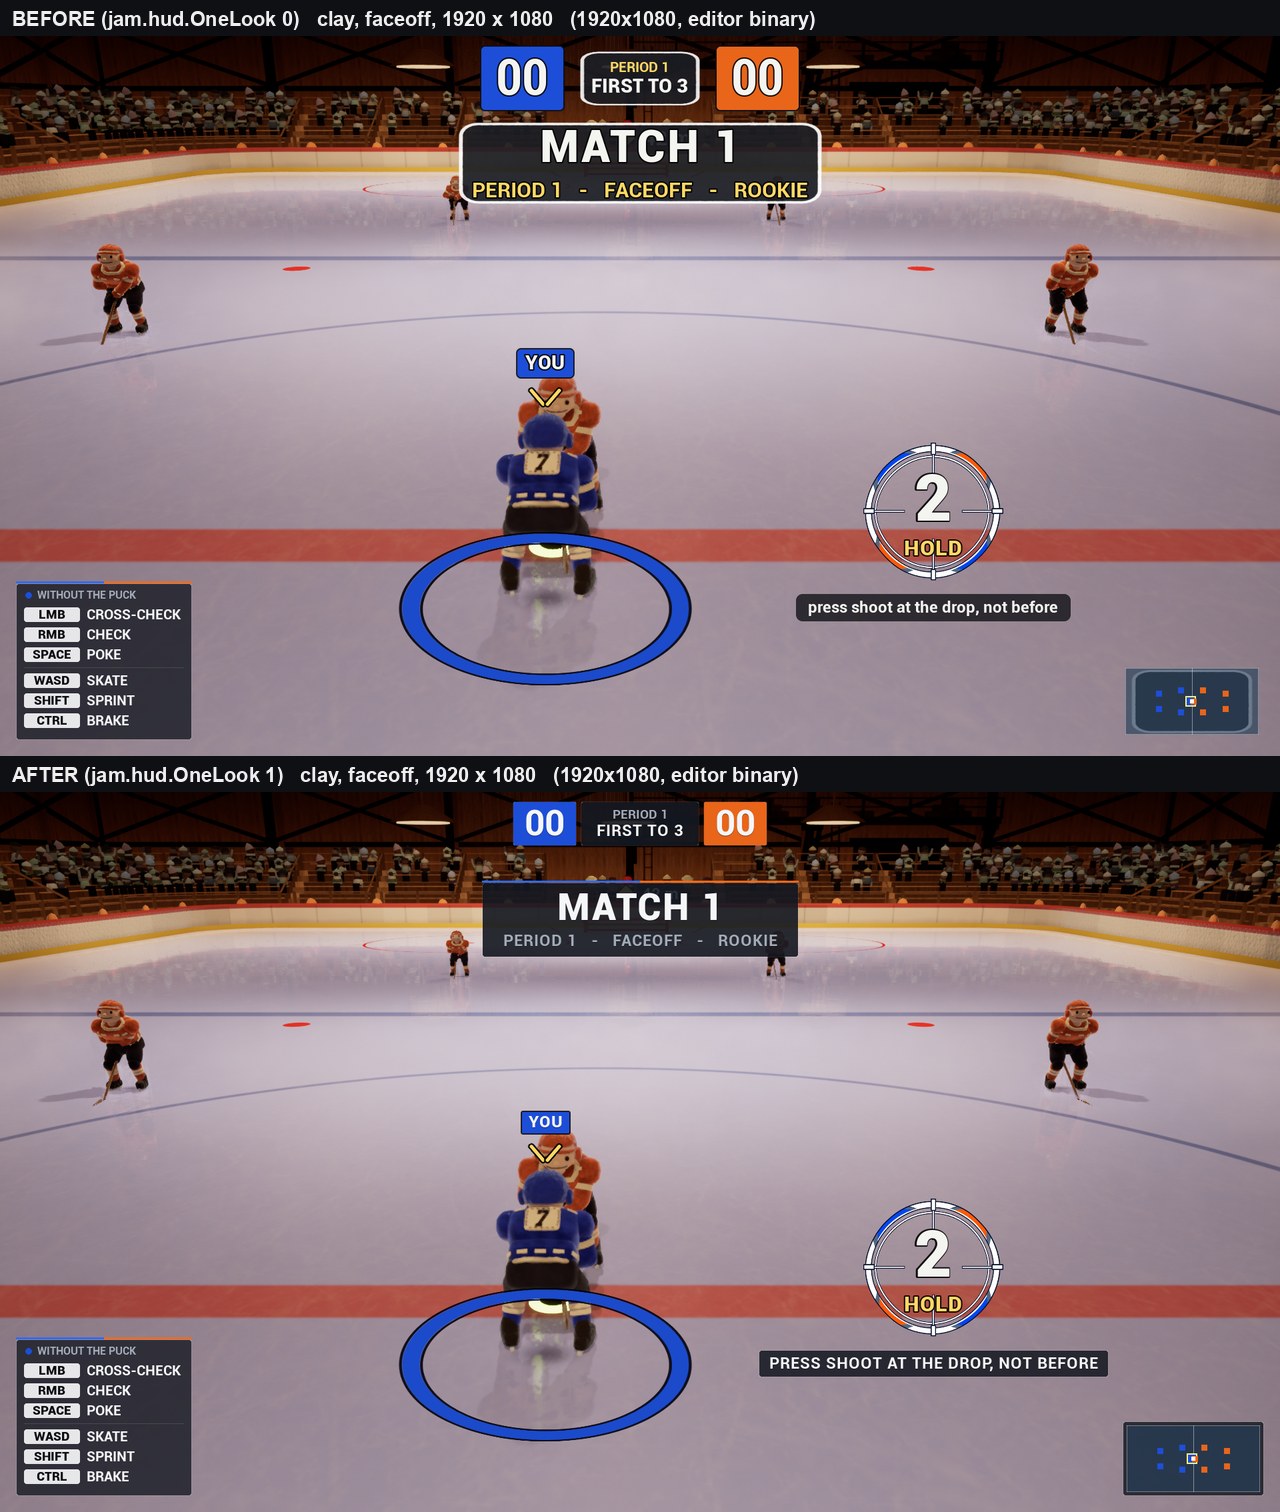 BEFORE (jam.hud.OneLook 0)   clay, faceoff, 1920 x 1080   (1920x1080, editor binary)
00
PERIOD 1
FIRST TO 3
00
MATCH 1
PERIOD 1 - FACEOFF - ROOKIE
YOU
7
2
HOLD
press shoot at the drop, not before
WITHOUT THE PUCK
LMB CROSS-CHECK
RMB CHECK
SPACE POKE
WASD SKATE
SHIFT SPRINT
CTRL BRAKE
AFTER (jam.hud.OneLook 1)   clay, faceoff, 1920 x 1080   (1920x1080, editor binary)
00
PERIOD 1
FIRST TO 3
00
MATCH 1
PERIOD 1 - FACEOFF - ROOKIE
YOU
7
2
HOLD
PRESS SHOOT AT THE DROP, NOT BEFORE
WITHOUT THE PUCK
LMB CROSS-CHECK
RMB CHECK
SPACE POKE
WASD SKATE
SHIFT SPRINT
CTRL BRAKE